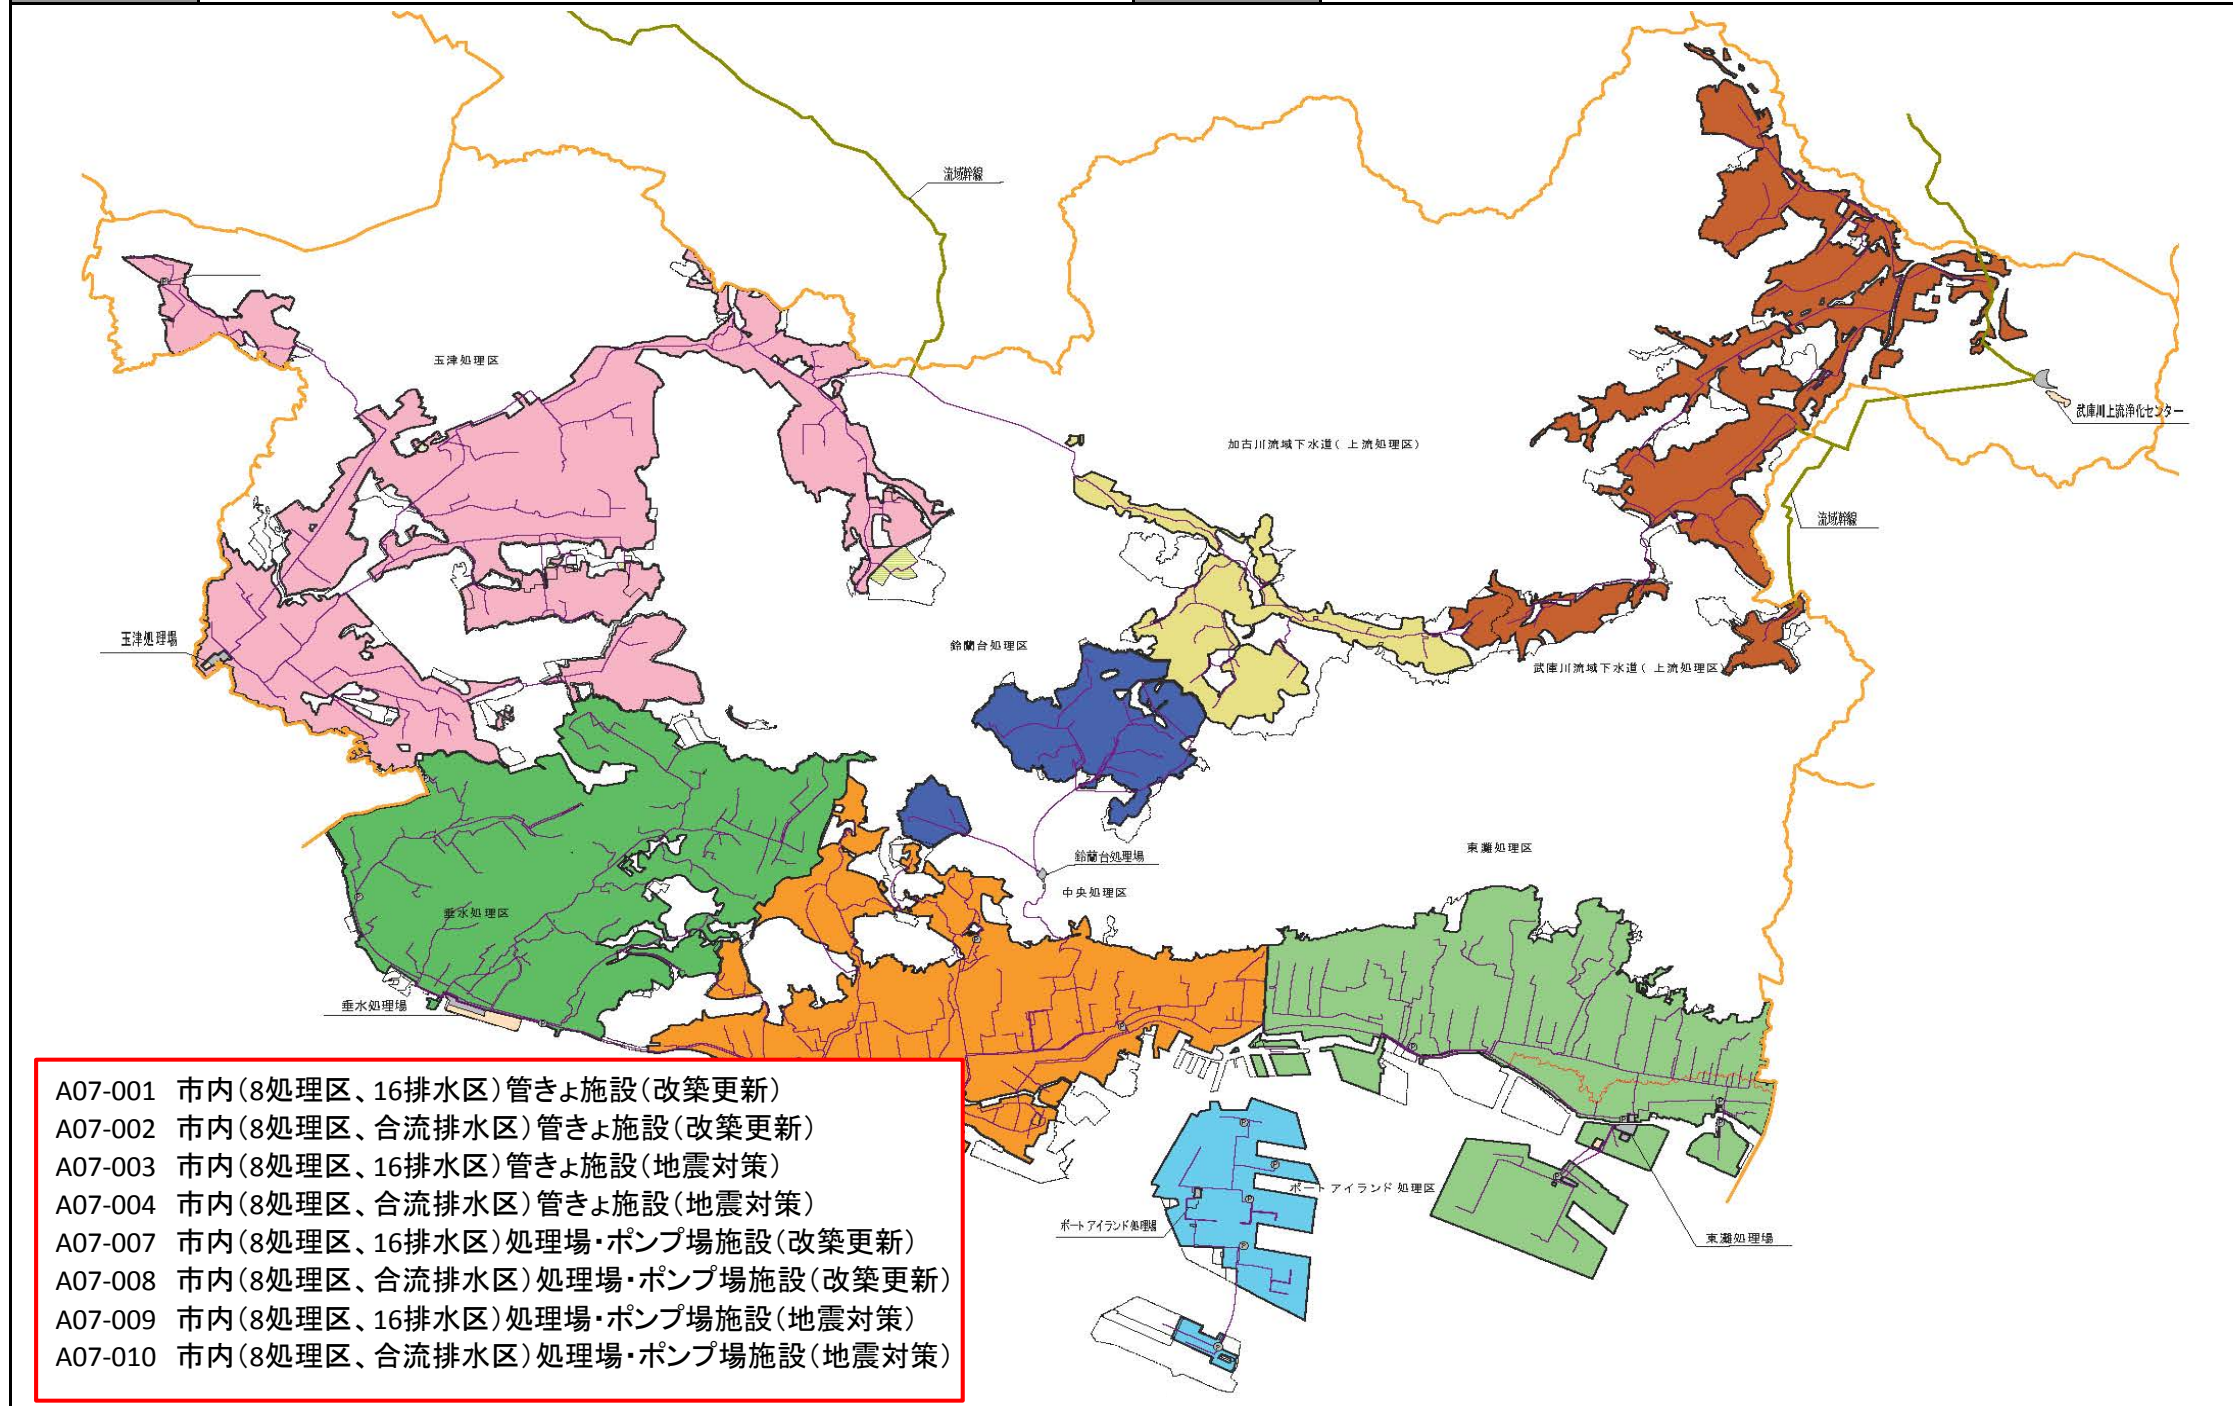 流域幹線
玉津処理区
武庫川上流浄化センター
加古川流域下水道(上流処理区)
流域幹線
玉津処理場
鈴蘭台処理区
武庫川流域下水道(上流処理区)
東灘処理区
鈴蘭台処理場
中央処理区
垂水処理区
垂水処理場
ポートアイランド処理区
ポートアイランド処理場
東灘処理場
A07-001 市内(8処理区、16排水区)管きょ施設(改築更新)
A07-002 市内(8処理区、合流排水区)管きょ施設(改築更新)
A07-003 市内(8処理区、16排水区)管きょ施設(地震対策)
A07-004 市内(8処理区、合流排水区)管きょ施設(地震対策)
A07-007 市内(8処理区、16排水区)処理場・ポンプ場施設(改築更新)
A07-008 市内(8処理区、合流排水区)処理場・ポンプ場施設(改築更新)
A07-009 市内(8処理区、16排水区)処理場・ポンプ場施設(地震対策)
A07-010 市内(8処理区、合流排水区)処理場・ポンプ場施設(地震対策)